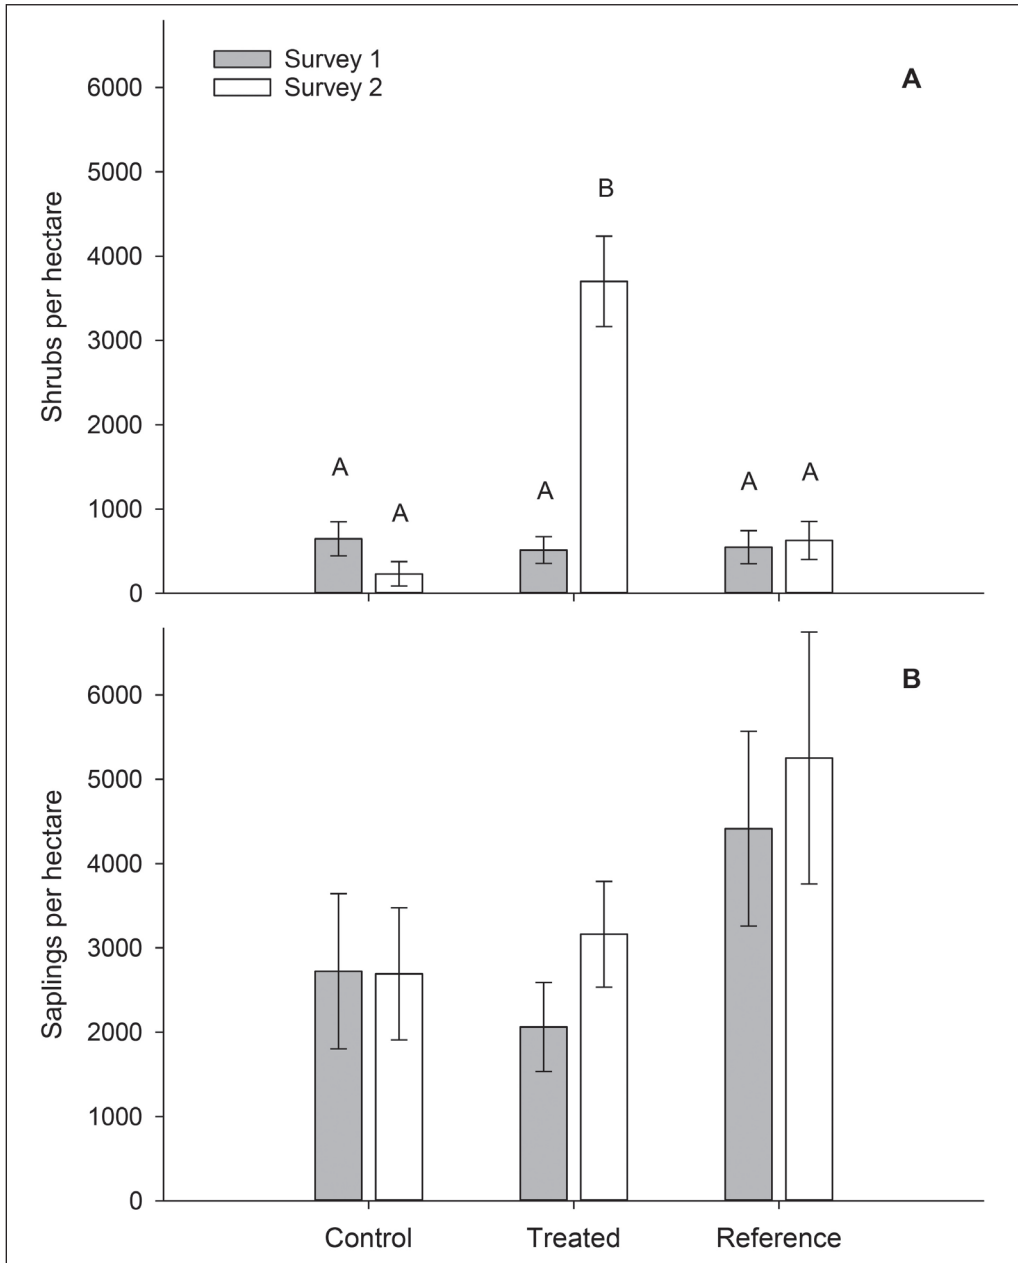 Survey 1
Survey 2
A
6000
5000
4000
3000
2000
1000
0
Shrubs per hectare
A
A
A
B
A
A
B
6000
5000
4000
3000
2000
1000
0
Saplings per hectare
Control
Treated
Reference